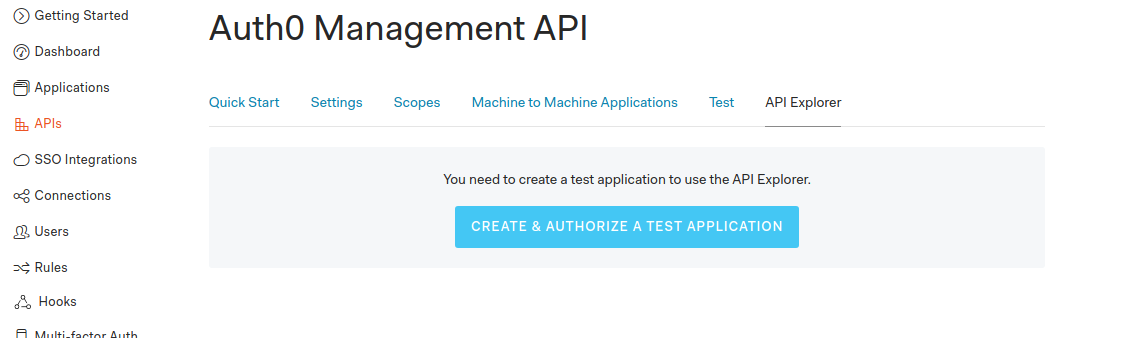 Getting Started
Dashboard
Applications
APIs
SSO Integrations
Connections
Users
Rules
Hooks
Multi-factor Auth
Auth0 Management API
Quick Start Settings Scopes Machine to Machine Applications Test API Explorer
You need to create a test application to use the API Explorer.
CREATE & AUTHORIZE A TEST APPLICATION